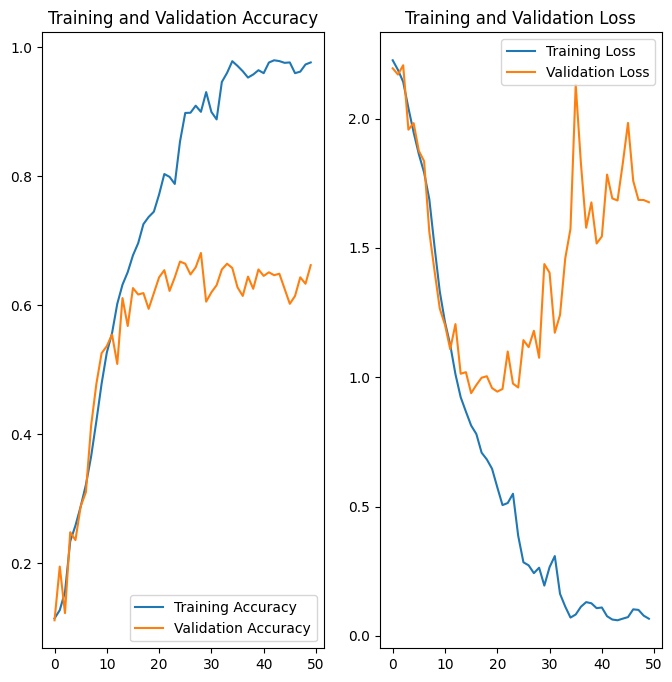 Training and Validation Accuracy
1.0
0.8
0.6
0.4
0.2
0 10 20 30 40 50
Training Accuracy
Validation Accuracy
Training and Validation Loss
Training Loss
Validation Loss
2.0
1.5
1.0
0.5
0.0
0 10 20 30 40 50